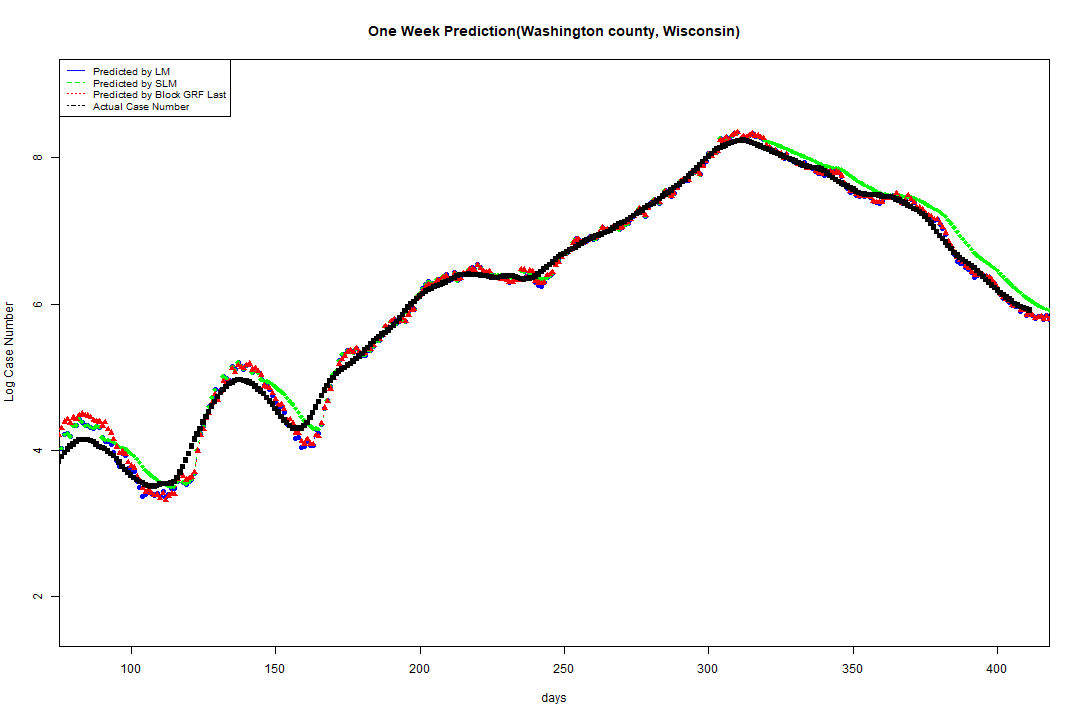 One Week Prediction(Washington county, Wisconsin)
Predicted by LM
Predicted by SLM
Predicted by Block GRF Last
Actual Case Number
8
6
4
2
Log Case Number
100 150 200 250 300 350 400
days